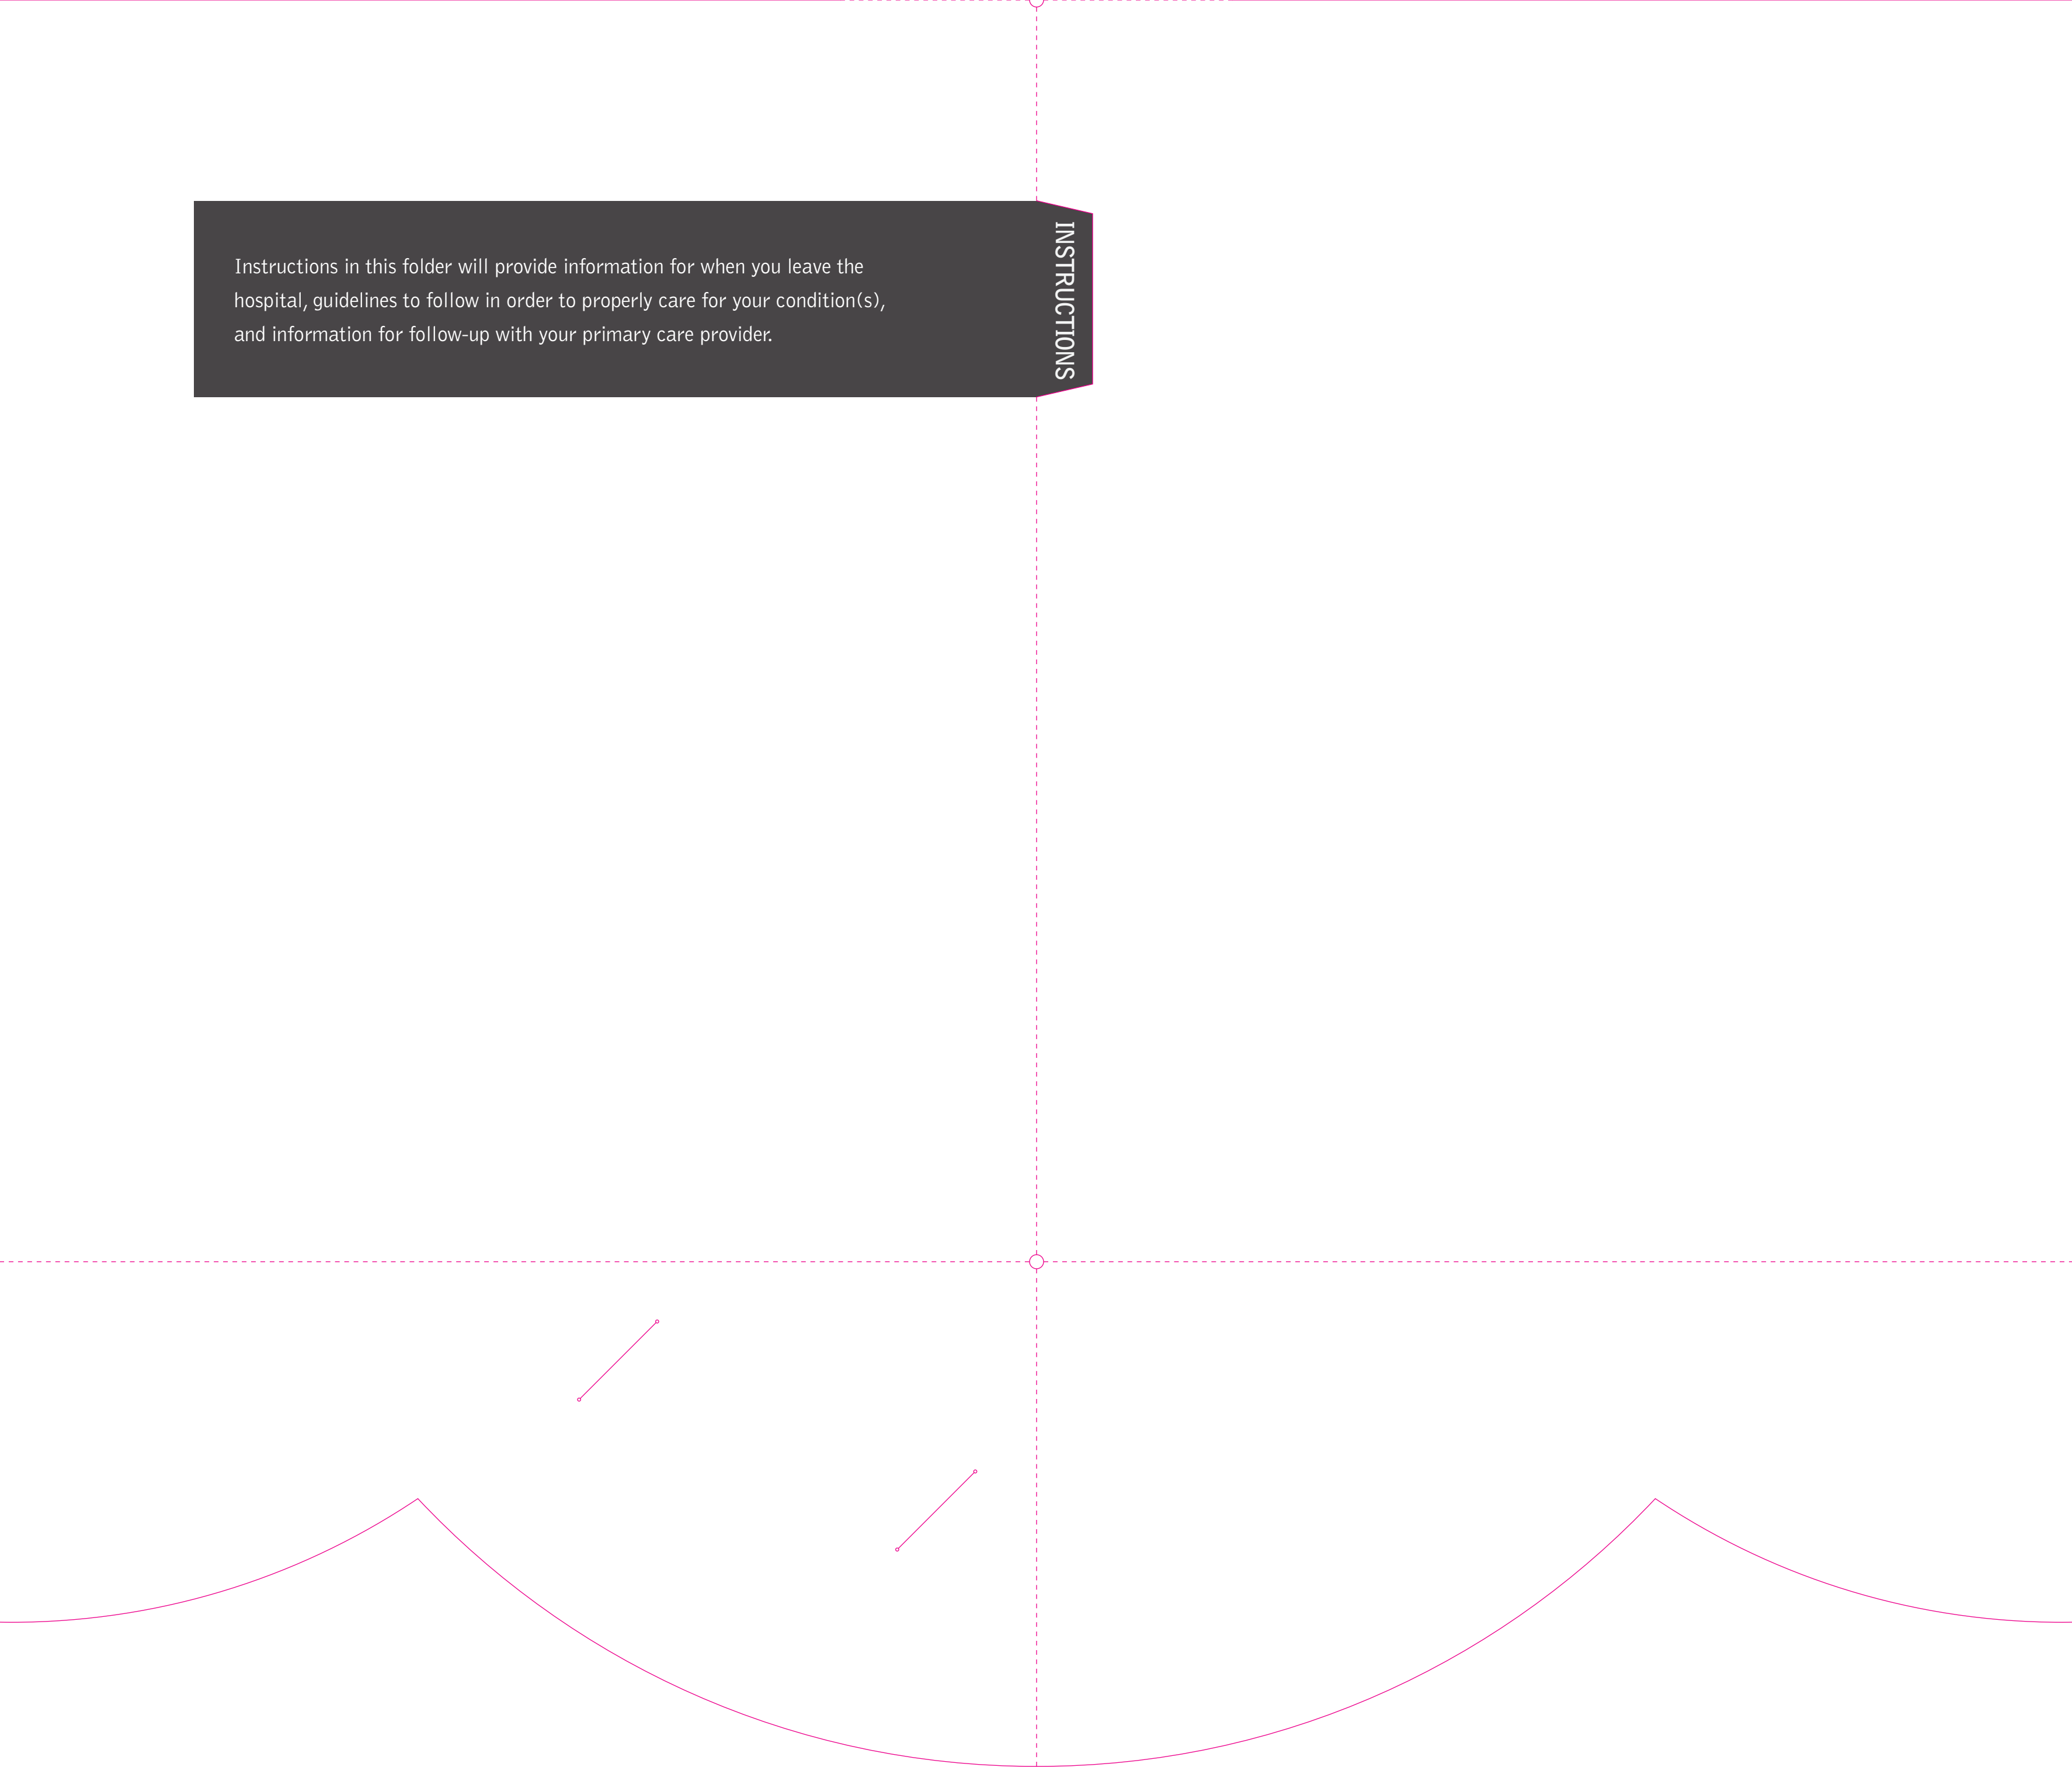 Instructions in this folder will provide information for when you leave the
hospital, guidelines to follow in order to properly care for your condition(s),
and information for follow-up with your primary care provider.
INSTRUCTIONS